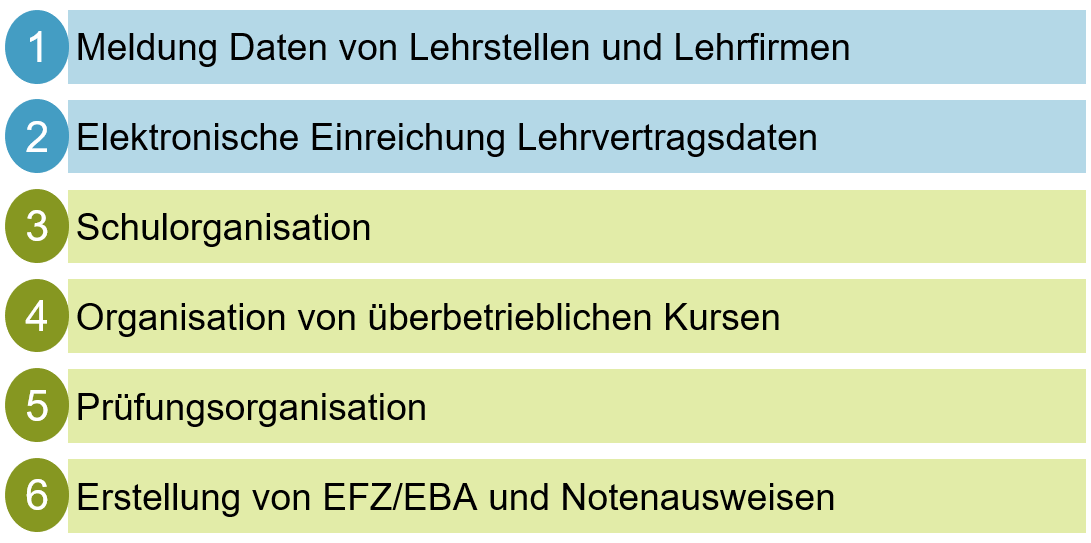 1 Meldung Daten von Lehrstellen und Lehrfirmen
2 Elektronische Einreichung Lehrvertragsdaten
3 Schulorganisation
4 Organisation von überbetrieblichen Kursen
5 Prüfungsorganisation
6 Erstellung von EFZ/EBA und Notenausweisen